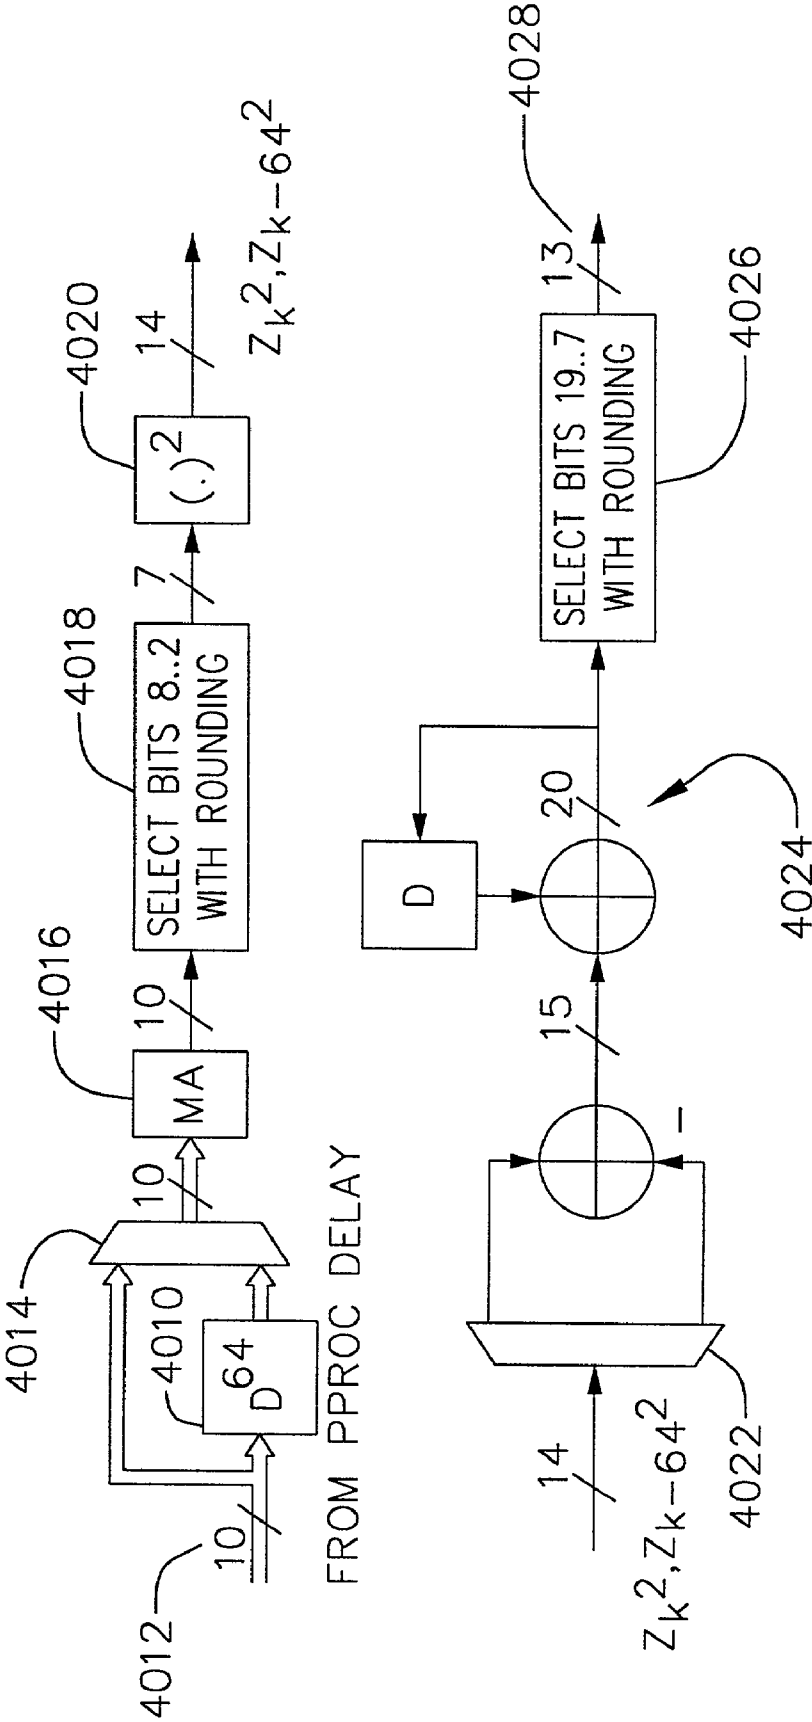 4012
10
FROM PPROC DELAY
4010
D^64
4014
10
4016
MA
10
4018
SELECT BITS 8..2
WITH ROUNDING
7
4020
(.)^2
14
Z_k^2,Z_k-64^2
14
Z_k^2,Z_k-64^2
4022
-
15
D
20
4024
SELECT BITS 19..7
WITH ROUNDING
4026
13
4028